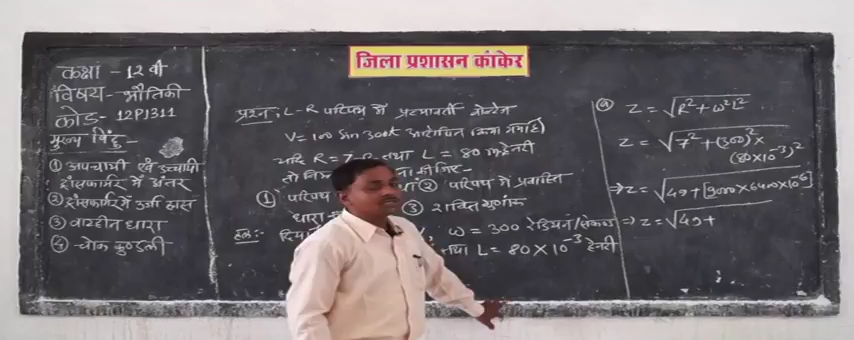 जिला प्रशासन कांकेर
कक्षा - 12 वीं
विषय - भौतिकी
कोड - 12P1311
मुख्य बिंदु -
① अपचायी एवं उच्चायी
ट्रांसफार्मर में अंतर
② ट्रांसफार्मर में उर्जा ह्रास
③ वाटहीन धारा
④ चोक कुण्डली
प्रश्न, L-R परिपथ में प्रत्यावर्ती वोल्टेज
V = 100 Sin 300t आरोपित किया गया है।
यदि R = 7 तथा L = 80 हेनरी
तो
① परिपथ ② परिपथ में प्रवाहित
धारा ③ शक्ति गुणांक
हल:-
ω = 300 रेडियन/सेकंड
L = 80 × 10⁻³ हेनरी
@ Z = √R² + ω²L²
Z = √7² + (300)² ×
(80×10⁻³)²
⇒ Z = √49 + [9000 × 6400 × 10⁻⁶]
⇒ Z = √49 +